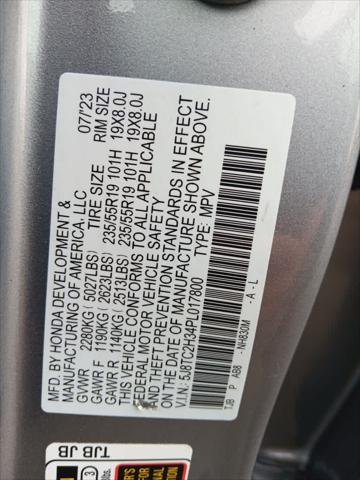 MFD. BY HONDA DEVELOPMENT & 07/'23
MANUFACTURING OF AMERICA, LLC
TIRE SIZE RIM SIZE
GVWR 2280KG ( 5027LBS)
GAWR F 1190KG ( 2623LBS) 235/55R19 101H 19X8.0J
GAWR R 1140KG ( 2513LBS) 235/55R19 101H 19X8.0J
THIS VEHICLE CONFORMS TO ALL APPLICABLE
FEDERAL MOTOR VEHICLE SAFETY
AND THEFT PREVENTION STANDARDS IN EFFECT
ON THE DATE OF MANUFACTURE SHOWN ABOVE.
V.I.N: 5J8TC2H34PL017800 TYPE: MPV
TJB P AB8 - NH830M - A - L
TJB JB